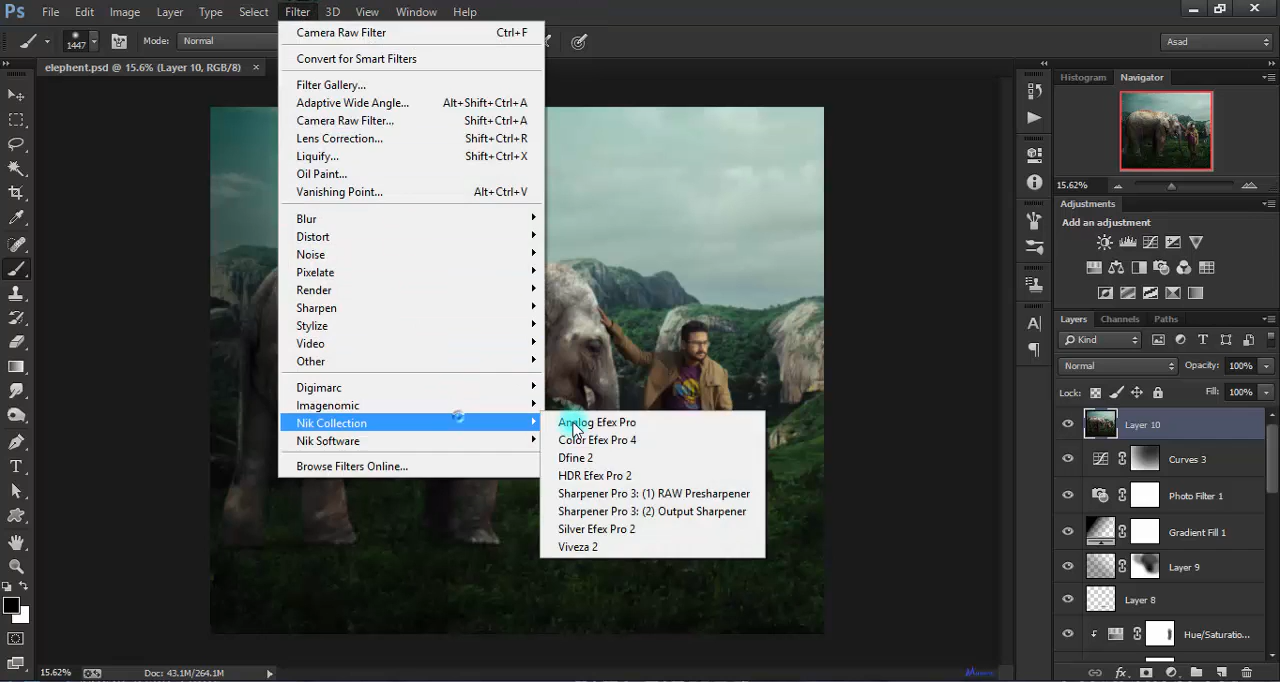 Ps File Edit Image Layer Type Select Filter 3D View Window Help
1447 Mode: Normal Asad
elephent.psd @ 15.6% (Layer 10, RGB/8) ×
Camera Raw Filter Ctrl+F
Convert for Smart Filters
Filter Gallery...
Adaptive Wide Angle... Alt+Shift+Ctrl+A
Camera Raw Filter... Shift+Ctrl+A
Lens Correction... Shift+Ctrl+R
Liquify... Shift+Ctrl+X
Oil Paint...
Vanishing Point... Alt+Ctrl+V
Blur
Distort
Noise
Pixelate
Render
Sharpen
Stylize
Video
Other
Digimarc
Imagenomic
Nik Collection
Nik Software
Browse Filters Online...
Analog Efex Pro
Color Efex Pro 4
Dfine 2
HDR Efex Pro 2
Sharpener Pro 3: (1) RAW Presharpener
Sharpener Pro 3: (2) Output Sharpener
Silver Efex Pro 2
Viveza 2
Histogram Navigator
15.62%
Adjustments
Add an adjustment
Layers Channels Paths
Kind
Normal Opacity: 100%
Lock: Fill: 100%
Layer 10
Curves 3
Photo Filter 1
Gradient Fill 1
Layer 9
Layer 8
Hue/Saturatio...
15.62% Doc: 43.1M/264.1M